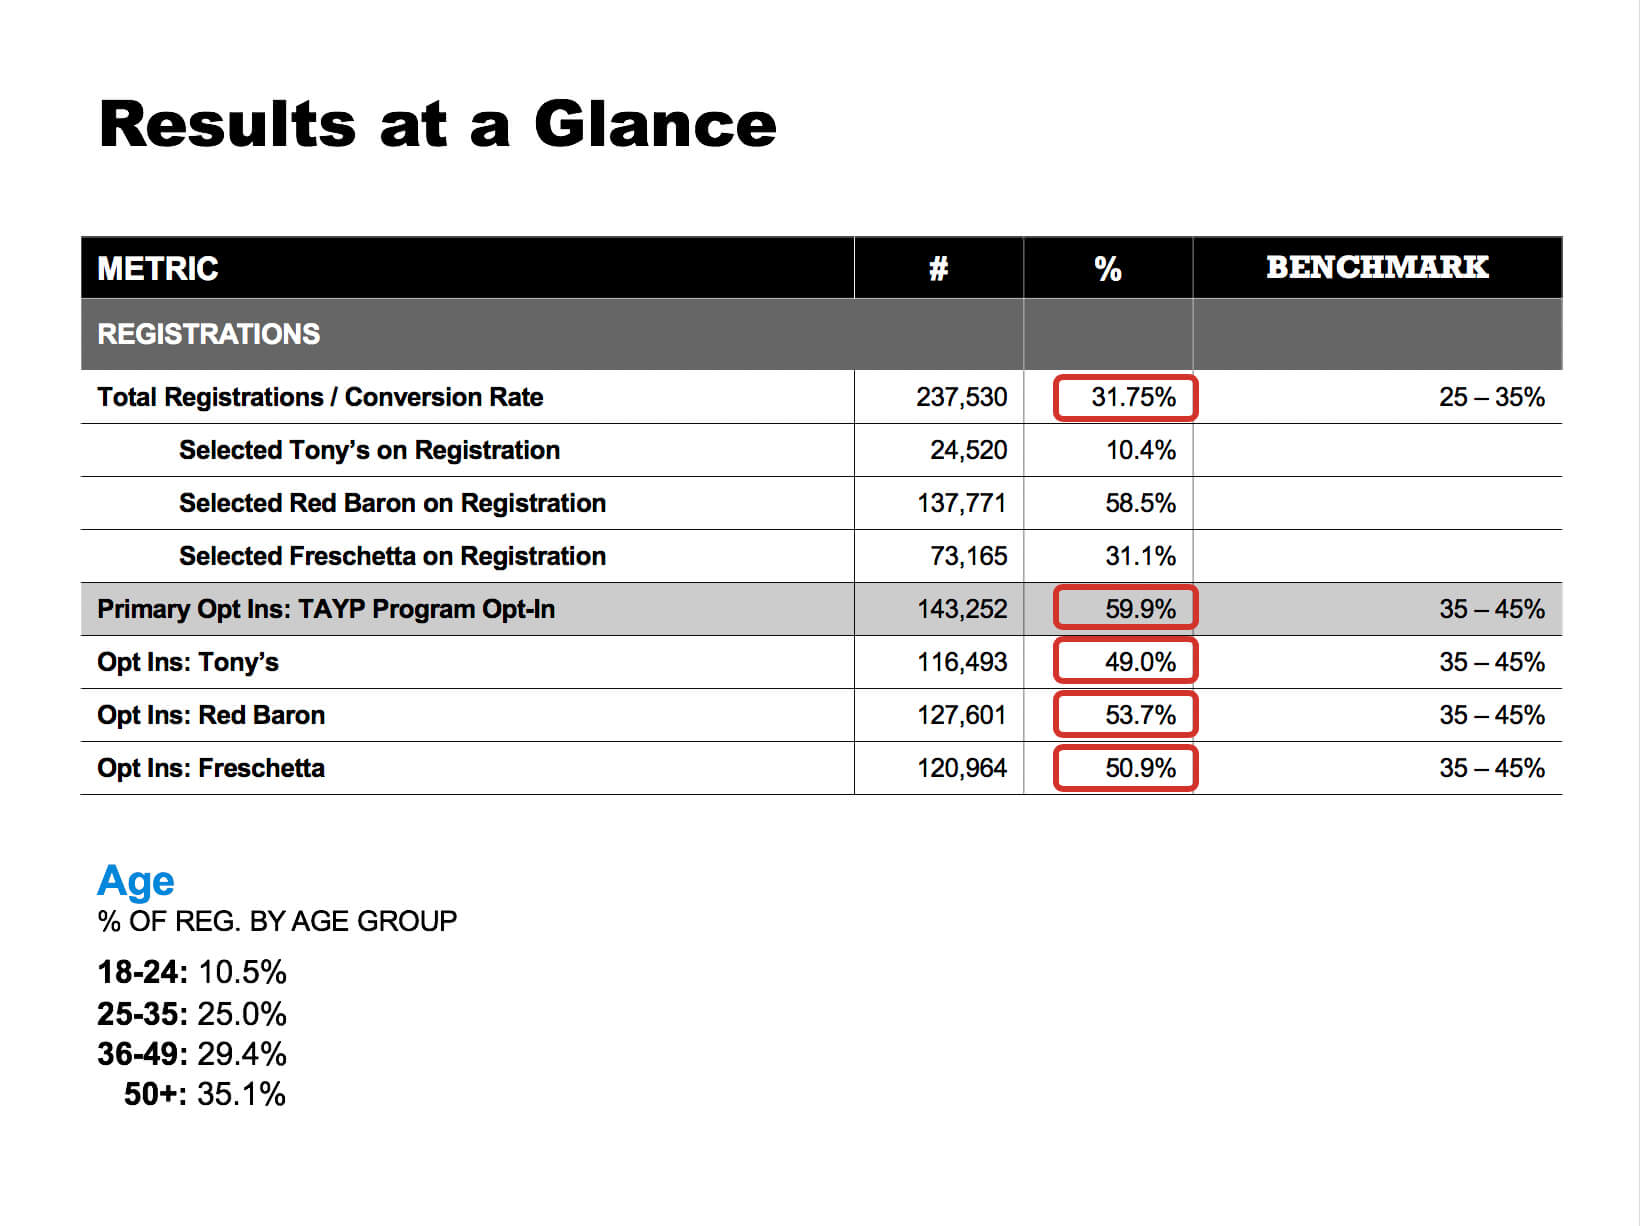 Results at a Glance
METRIC # % BENCHMARK
REGISTRATIONS
Total Registrations / Conversion Rate 237,530 31.75% 25 – 35%
Selected Tony’s on Registration 24,520 10.4%
Selected Red Baron on Registration 137,771 58.5%
Selected Freschetta on Registration 73,165 31.1%
Primary Opt Ins: TAYP Program Opt-In 143,252 59.9% 35 – 45%
Opt Ins: Tony’s 116,493 49.0% 35 – 45%
Opt Ins: Red Baron 127,601 53.7% 35 – 45%
Opt Ins: Freschetta 120,964 50.9% 35 – 45%
Age
% OF REG. BY AGE GROUP
18-24: 10.5%
25-35: 25.0%
36-49: 29.4%
50+: 35.1%